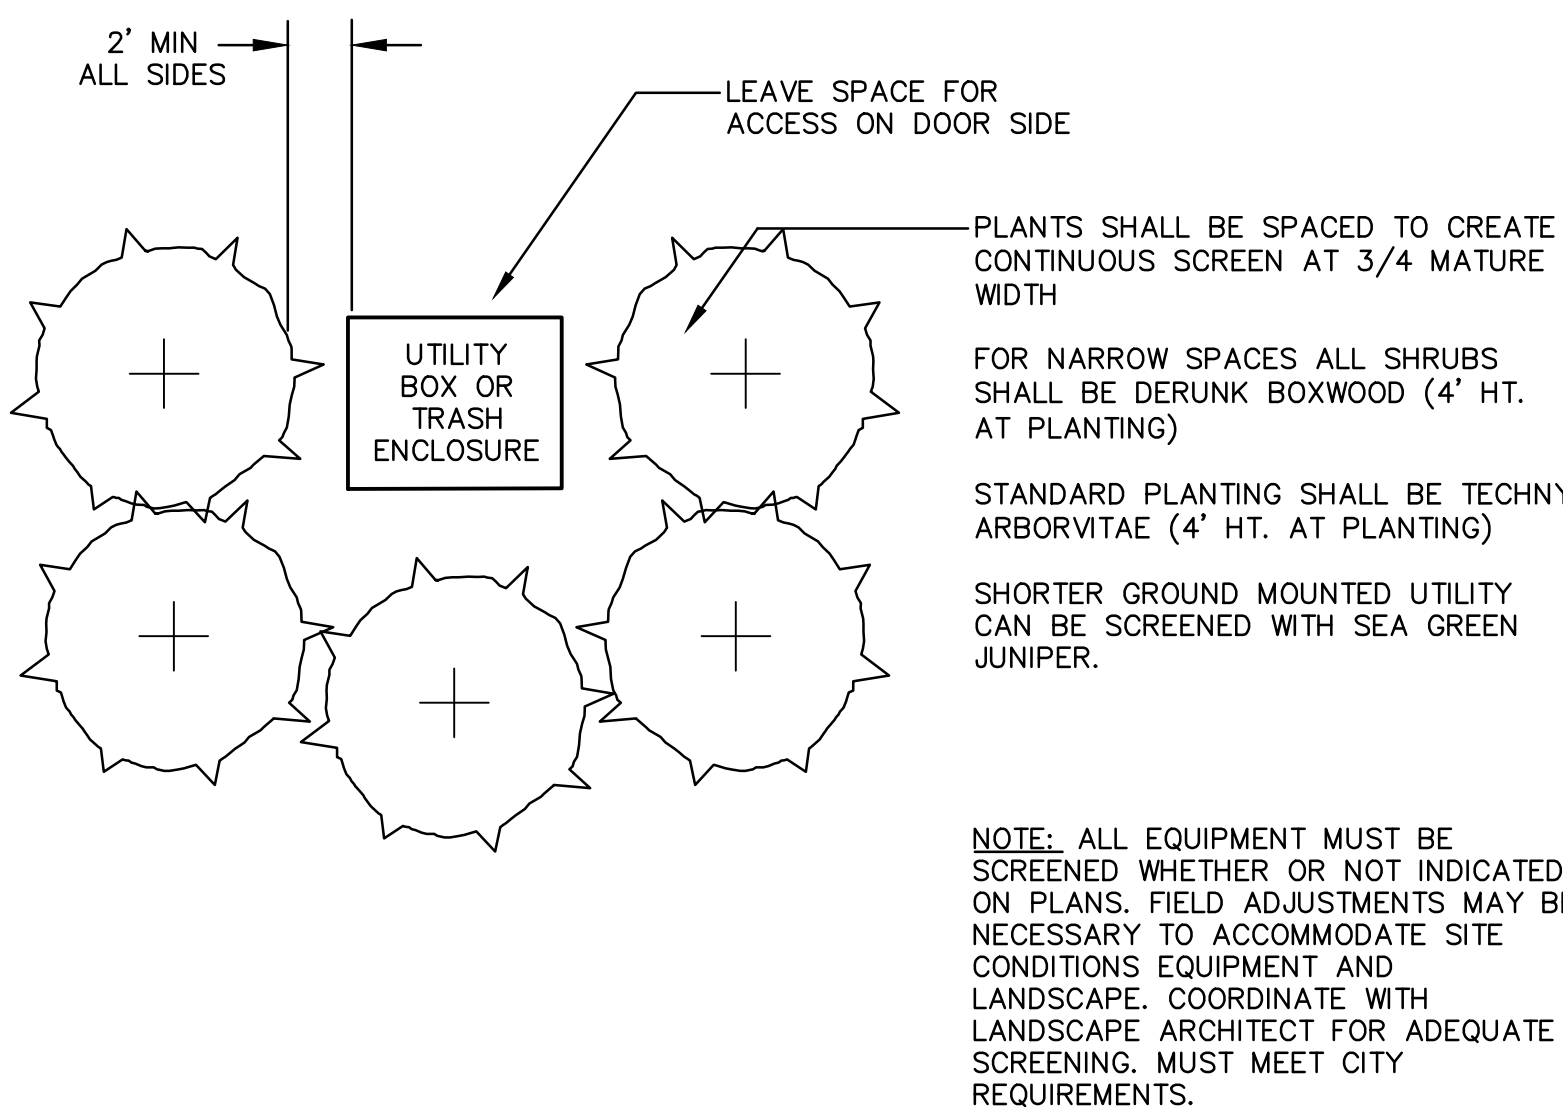 2' MIN
ALL SIDES
LEAVE SPACE FOR
ACCESS ON DOOR SIDE
UTILITY
BOX OR
TRASH
ENCLOSURE
PLANTS SHALL BE SPACED TO CREATE
CONTINUOUS SCREEN AT 3/4 MATURE
WIDTH
FOR NARROW SPACES ALL SHRUBS
SHALL BE DERUNK BOXWOOD (4' HT.
AT PLANTING)
STANDARD PLANTING SHALL BE TECHNY
ARBORVITAE (4' HT. AT PLANTING)
SHORTER GROUND MOUNTED UTILITY
CAN BE SCREENED WITH SEA GREEN
JUNIPER.
NOTE: ALL EQUIPMENT MUST BE
SCREENED WHETHER OR NOT INDICATED
ON PLANS. FIELD ADJUSTMENTS MAY BE
NECESSARY TO ACCOMMODATE SITE
CONDITIONS EQUIPMENT AND
LANDSCAPE. COORDINATE WITH
LANDSCAPE ARCHITECT FOR ADEQUATE
SCREENING. MUST MEET CITY
REQUIREMENTS.